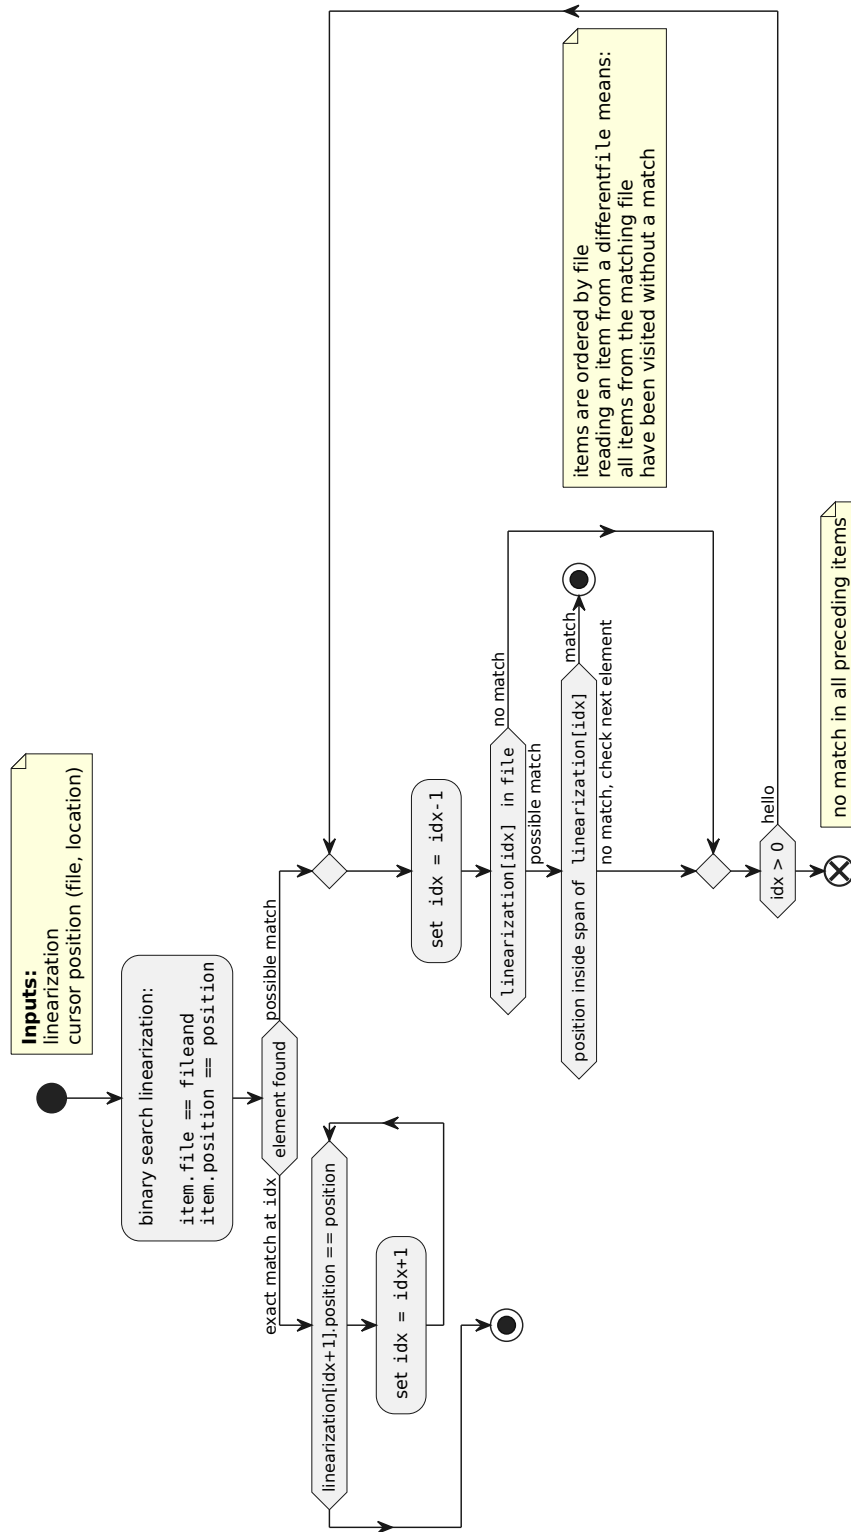 Inputs:
linearization
cursor position (file, location)
binary search linearization:
item.file == fileand
item.position == position
element found
exact match at idx
possible match
linearization[idx+1].position == position
set idx = idx+1
set idx = idx-1
linearization[idx] in file
no match
possible match
position inside span of linearization[idx]
match
no match, check next element
items are ordered by file
reading an item from a differentfile means:
all items from the matching file
have been visited without a match
idx > 0
hello
no match in all preceding items